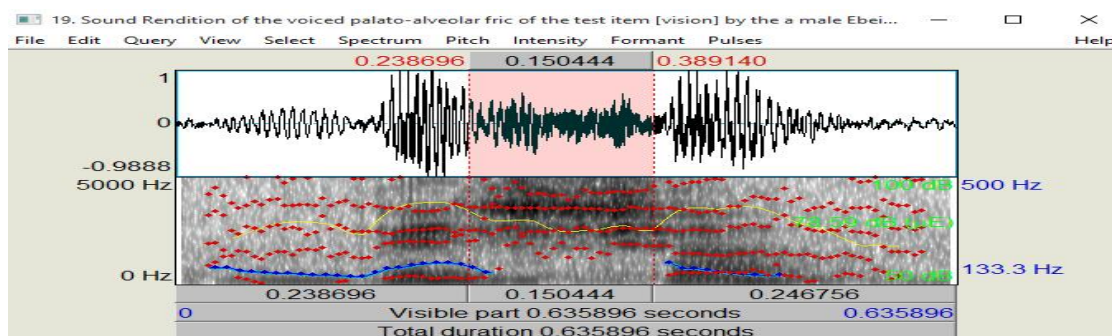 19. Sound Rendition of the voiced palato-alveolar fric of the test item [vision] by the a male Ebei...
File Edit Query View Select Spectrum Pitch Intensity Formant Pulses Help
0.238696 0.150444 0.389140
1
0
-0.9888
5000 Hz 100 dB 500 Hz
0 Hz 133.3 Hz
0.238696 0.150444 0.246756
0 Visible part 0.635896 seconds 0.635896
Total duration 0.635896 seconds